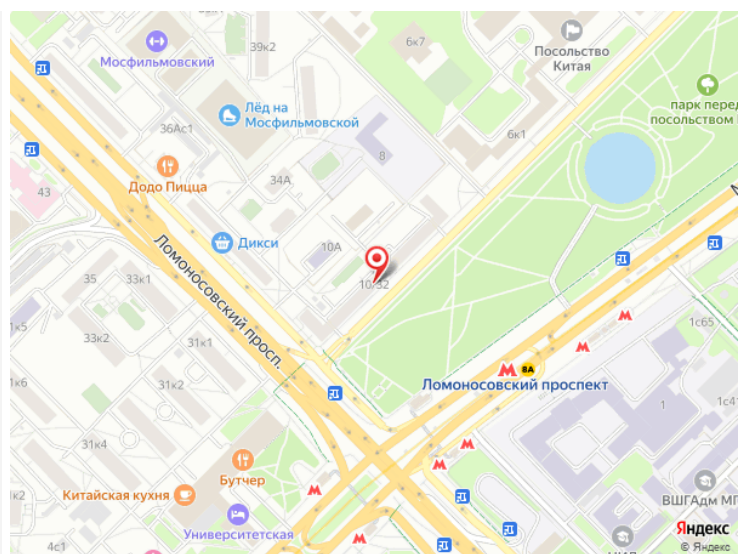 39к2
6к7
Посольство
Китая
Мосфильмовский
Лёд на
Мосфильмовской
парк перед
посольством
36Ас1
6к1
8
43
Додо Пицца
34А
Дикси
10А
10/32
35
33к1
Ломоносовский просп.
1к5
33к2
31к1
1с65
М
8А
Ломоносовский проспект
1к6
31к2
1
1с41
31к4
Бутчер
Китайская кухня
ВШГАдм МГ
Университетская
4с1
Яндекс
© Яндекс